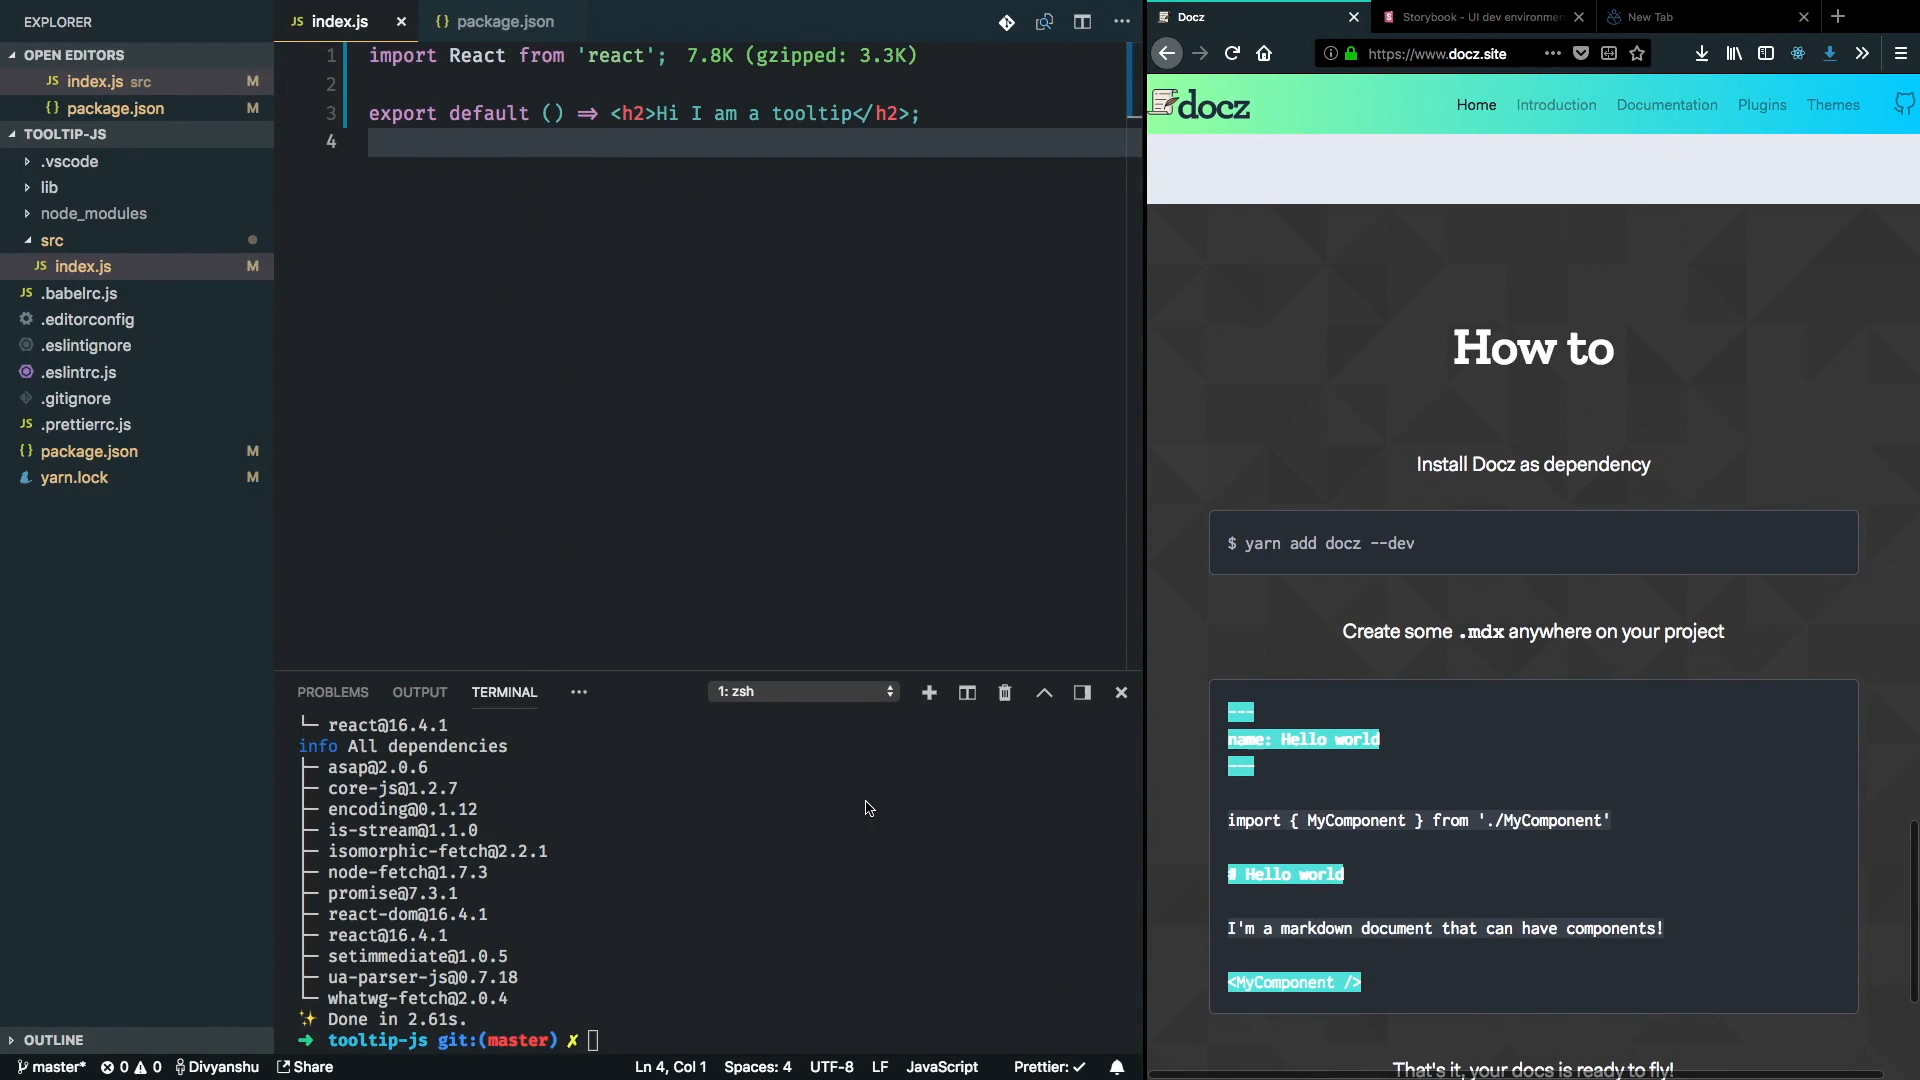 EXPLORER
OPEN EDITORS
JS index.js src M
{} package.json M
TOOLTIP-JS
.vscode
lib
node_modules
src
JS index.js M
JS .babelrc.js
.editorconfig
.eslintignore
.eslintrc.js
.gitignore
JS .prettierrc.js
{} package.json M
yarn.lock M
OUTLINE
JS index.js
{} package.json
1 import React from 'react'; 7.8K (gzipped: 3.3K)
2
3 export default () => <h2>Hi I am a tooltip</h2>;
4
PROBLEMS OUTPUT TERMINAL
1: zsh
└─ react@16.4.1
info All dependencies
├─ asap@2.0.6
├─ core-js@1.2.7
├─ encoding@0.1.12
├─ is-stream@1.1.0
├─ isomorphic-fetch@2.2.1
├─ node-fetch@1.7.3
├─ promise@7.3.1
├─ react-dom@16.4.1
├─ react@16.4.1
├─ setimmediate@1.0.5
├─ ua-parser-js@0.7.18
└─ whatwg-fetch@2.0.4
✨ Done in 2.61s.
➜ tooltip-js git:(master) ✗
master* 0 0 Divyanshu Share Ln 4, Col 1 Spaces: 4 UTF-8 LF JavaScript Prettier: ✓
Docz Storybook - UI dev environmen New Tab
https://www.docz.site
docz
Home Introduction Documentation Plugins Themes
How to
Install Docz as dependency
$ yarn add docz --dev
Create some .mdx anywhere on your project
---
name: Hello world
---
import { MyComponent } from './MyComponent'
# Hello world
I'm a markdown document that can have components!
<MyComponent />
That's it, your docs is ready to fly!